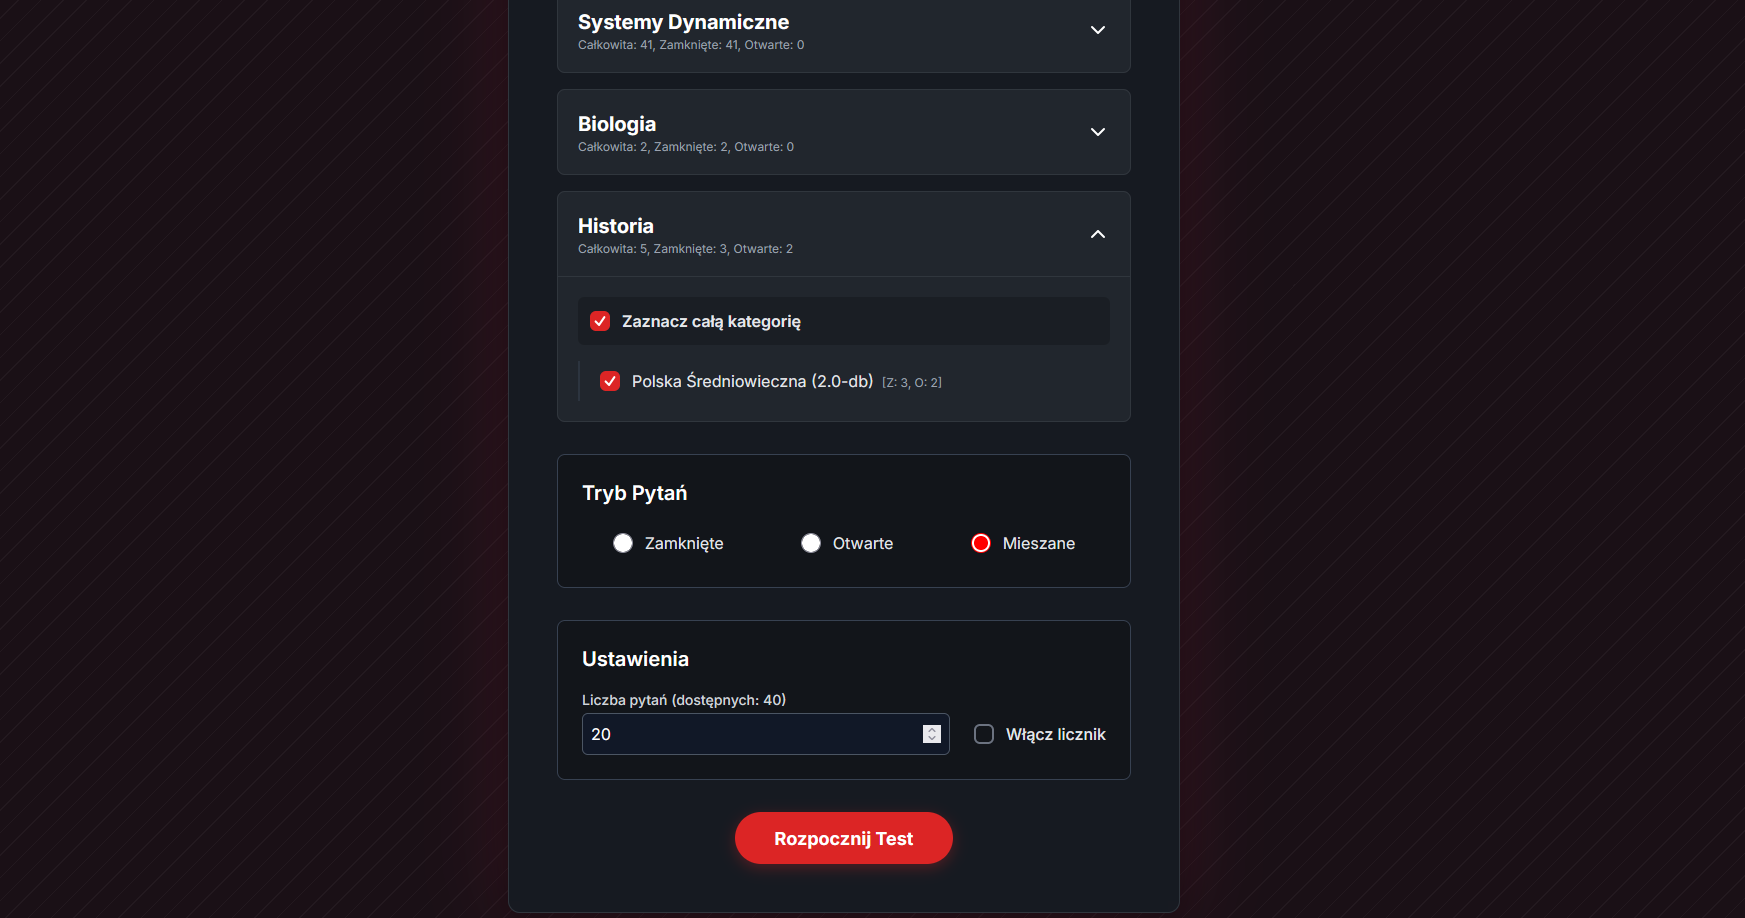 Systemy Dynamiczne
Całkowita: 41, Zamknięte: 41, Otwarte: 0
Biologia
Całkowita: 2, Zamknięte: 2, Otwarte: 0
Historia
Całkowita: 5, Zamknięte: 3, Otwarte: 2
Zaznacz całą kategorię
Polska Średniowieczna (2.0-db) [Z: 3, O: 2]
Tryb Pytań
Zamknięte Otwarte Mieszane
Ustawienia
Liczba pytań (dostępnych: 40)
20 Włącz licznik
Rozpocznij Test